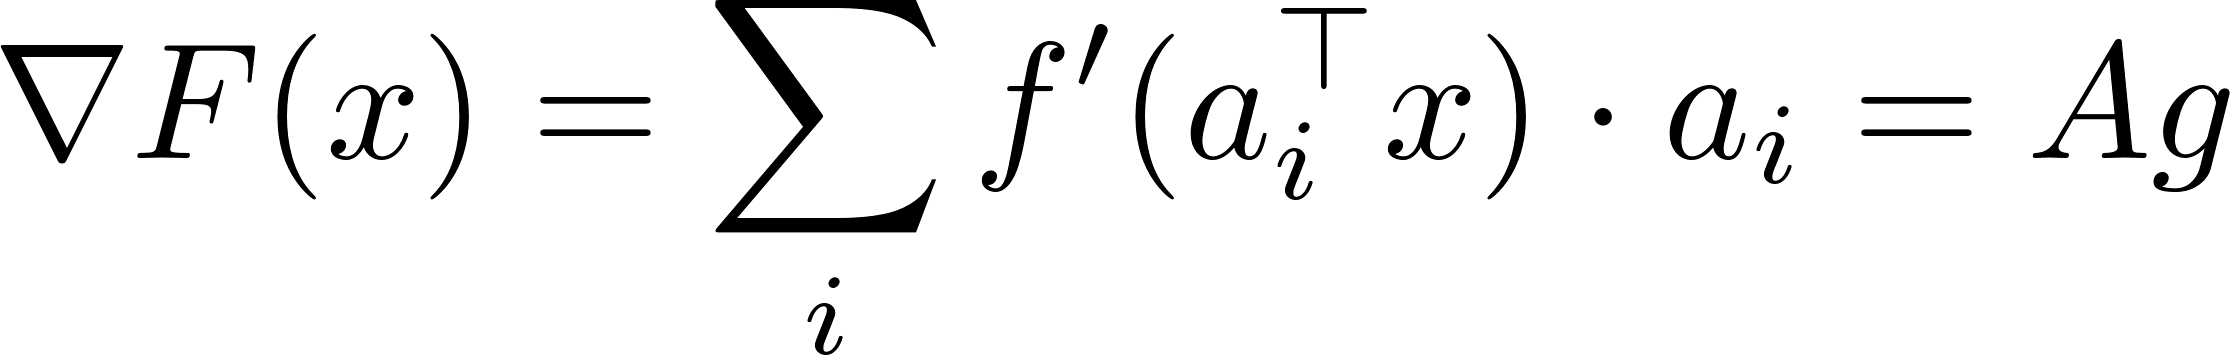 ∇F(x) = ∑_i f′(a_i^⊤ x) · a_i = Ag